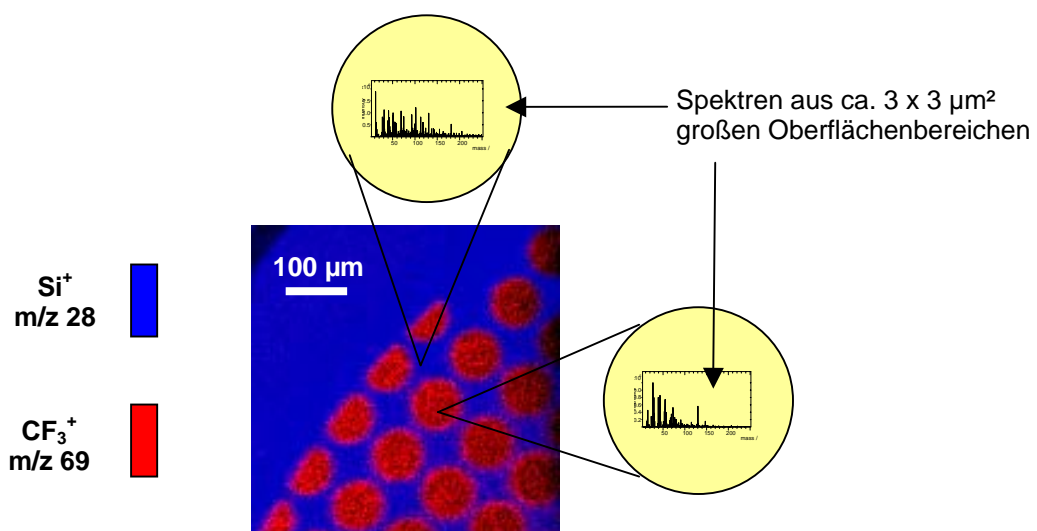 Spektren aus ca. 3 x 3 µm²
großen Oberflächenbereichen
50 100 150 200
mass /
100 µm
Si⁺
m/z 28
CF₃⁺
m/z 69
50 100 150 200
mass /